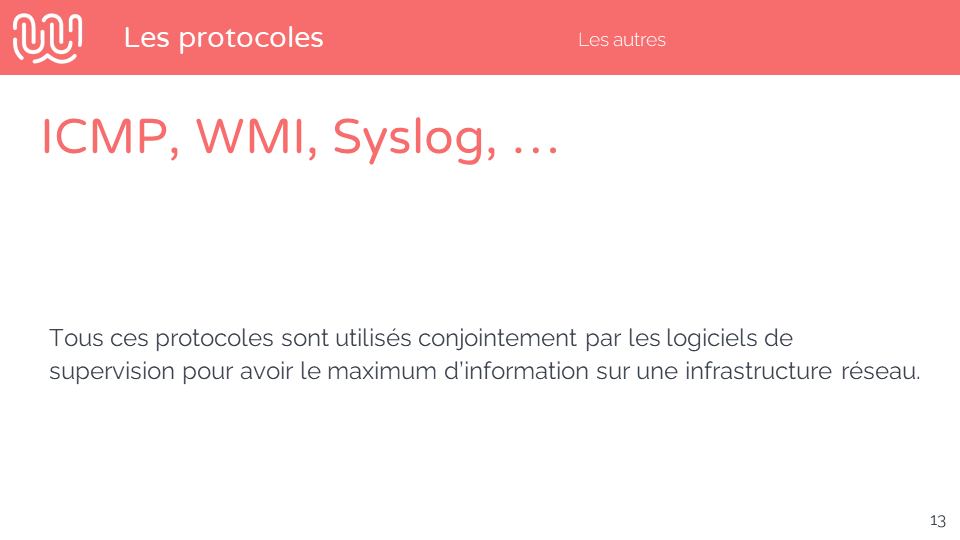 Les protocoles
Les autres
ICMP, WMI, Syslog, …
Tous ces protocoles sont utilisés conjointement par les logiciels de
supervision pour avoir le maximum d'information sur une infrastructure réseau.
13